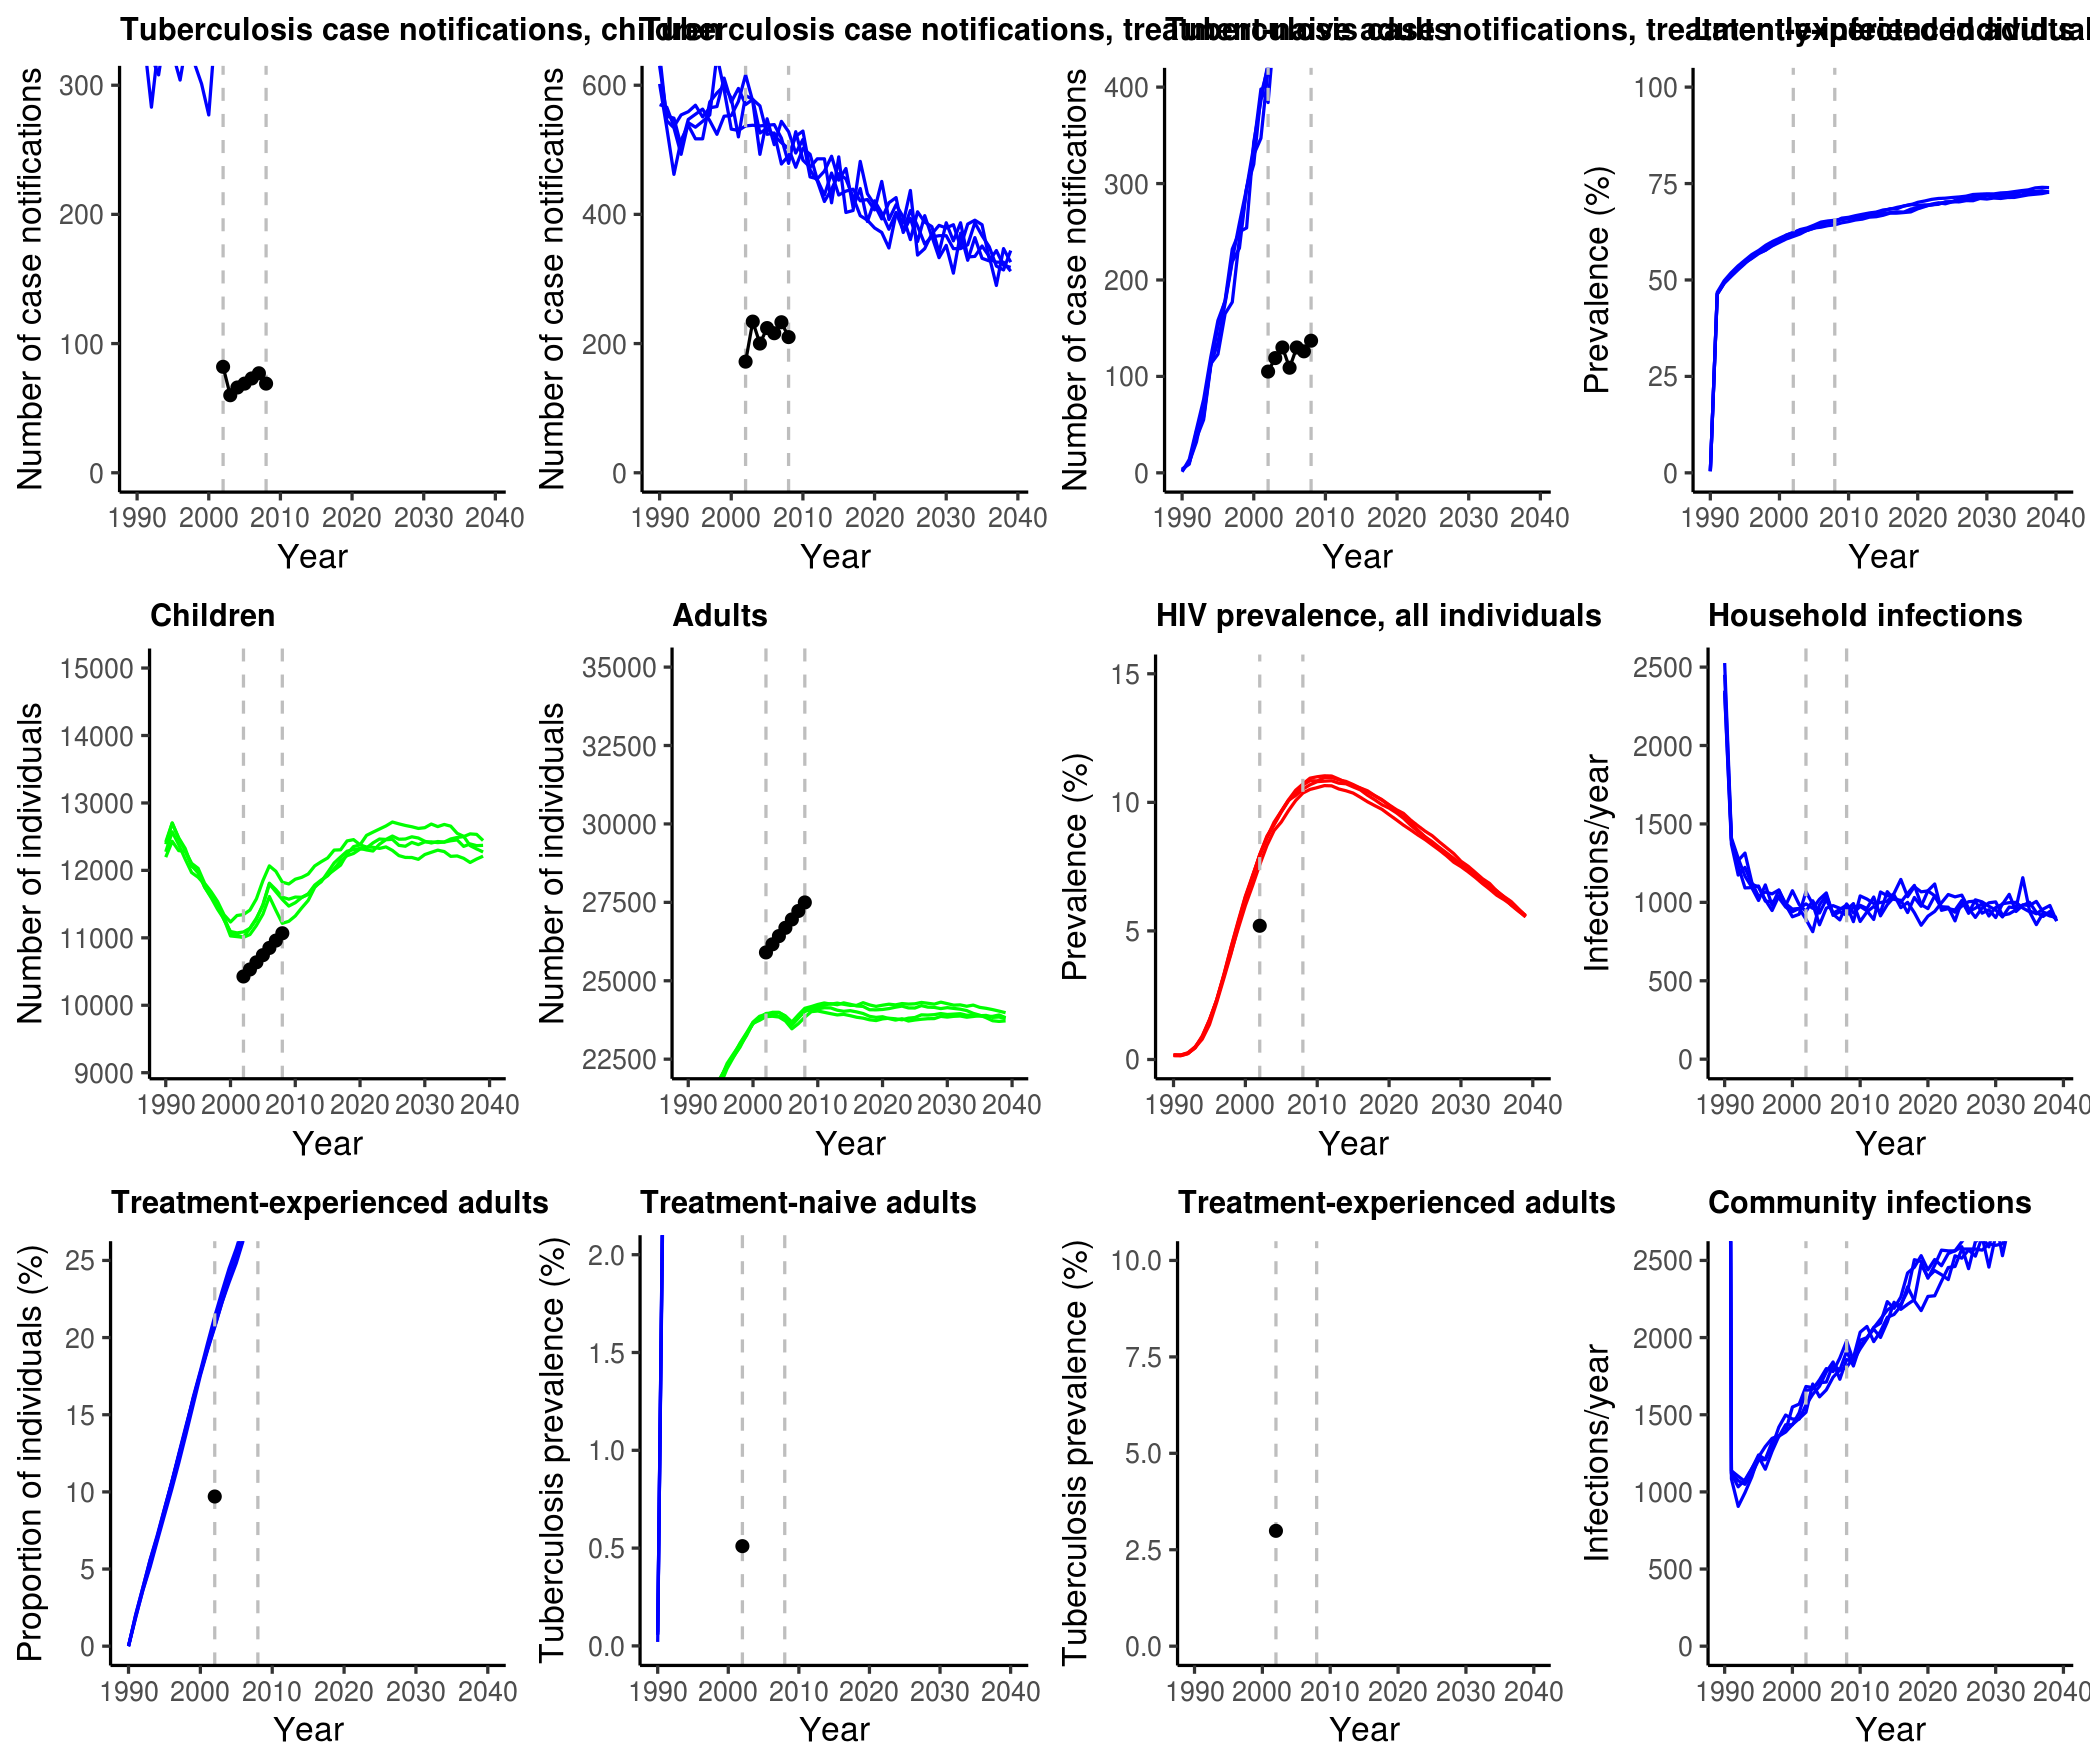 Tuberculosis case notifications, children
Tuberculosis case notifications, treatment-naive adults
Tuberculosis case notifications, treatment-experienced adults
Latently-infected individuals
Number of case notifications
300
200
100
0
1990 2000 2010 2020 2030 2040
Year
Number of case notifications
600
400
200
0
1990 2000 2010 2020 2030 2040
Year
Number of case notifications
400
300
200
100
0
1990 2000 2010 2020 2030 2040
Year
Prevalence (%)
100
75
50
25
0
1990 2000 2010 2020 2030 2040
Year
Children
Number of individuals
15000
14000
13000
12000
11000
10000
9000
1990 2000 2010 2020 2030 2040
Year
Adults
Number of individuals
35000
32500
30000
27500
25000
22500
1990 2000 2010 2020 2030 2040
Year
HIV prevalence, all individuals
Prevalence (%)
15
10
5
0
1990 2000 2010 2020 2030 2040
Year
Household infections
Infections/year
2500
2000
1500
1000
500
0
1990 2000 2010 2020 2030 2040
Year
Treatment-experienced adults
Proportion of individuals (%)
25
20
15
10
5
0
1990 2000 2010 2020 2030 2040
Year
Treatment-naive adults
Tuberculosis prevalence (%)
2.0
1.5
1.0
0.5
0.0
1990 2000 2010 2020 2030 2040
Year
Treatment-experienced adults
Tuberculosis prevalence (%)
10.0
7.5
5.0
2.5
0.0
1990 2000 2010 2020 2030 2040
Year
Community infections
Infections/year
2500
2000
1500
1000
500
0
1990 2000 2010 2020 2030 2040
Year